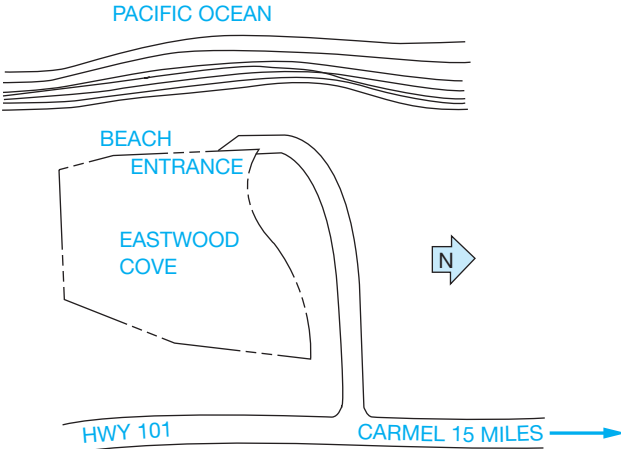 PACIFIC OCEAN
BEACH
ENTRANCE
EASTWOOD
COVE
N
HWY 101
CARMEL 15 MILES